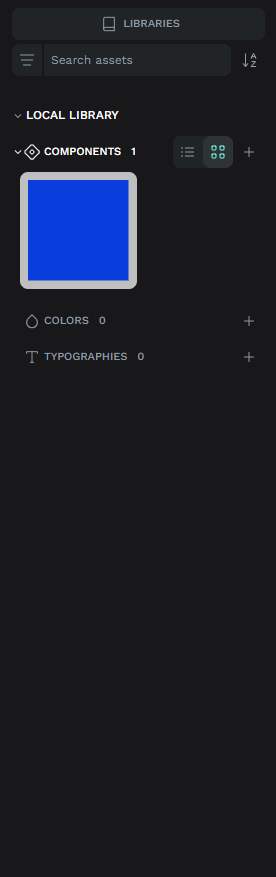 LIBRARIES
Search assets
LOCAL LIBRARY
COMPONENTS 1
COLORS 0
TYPOGRAPHIES 0